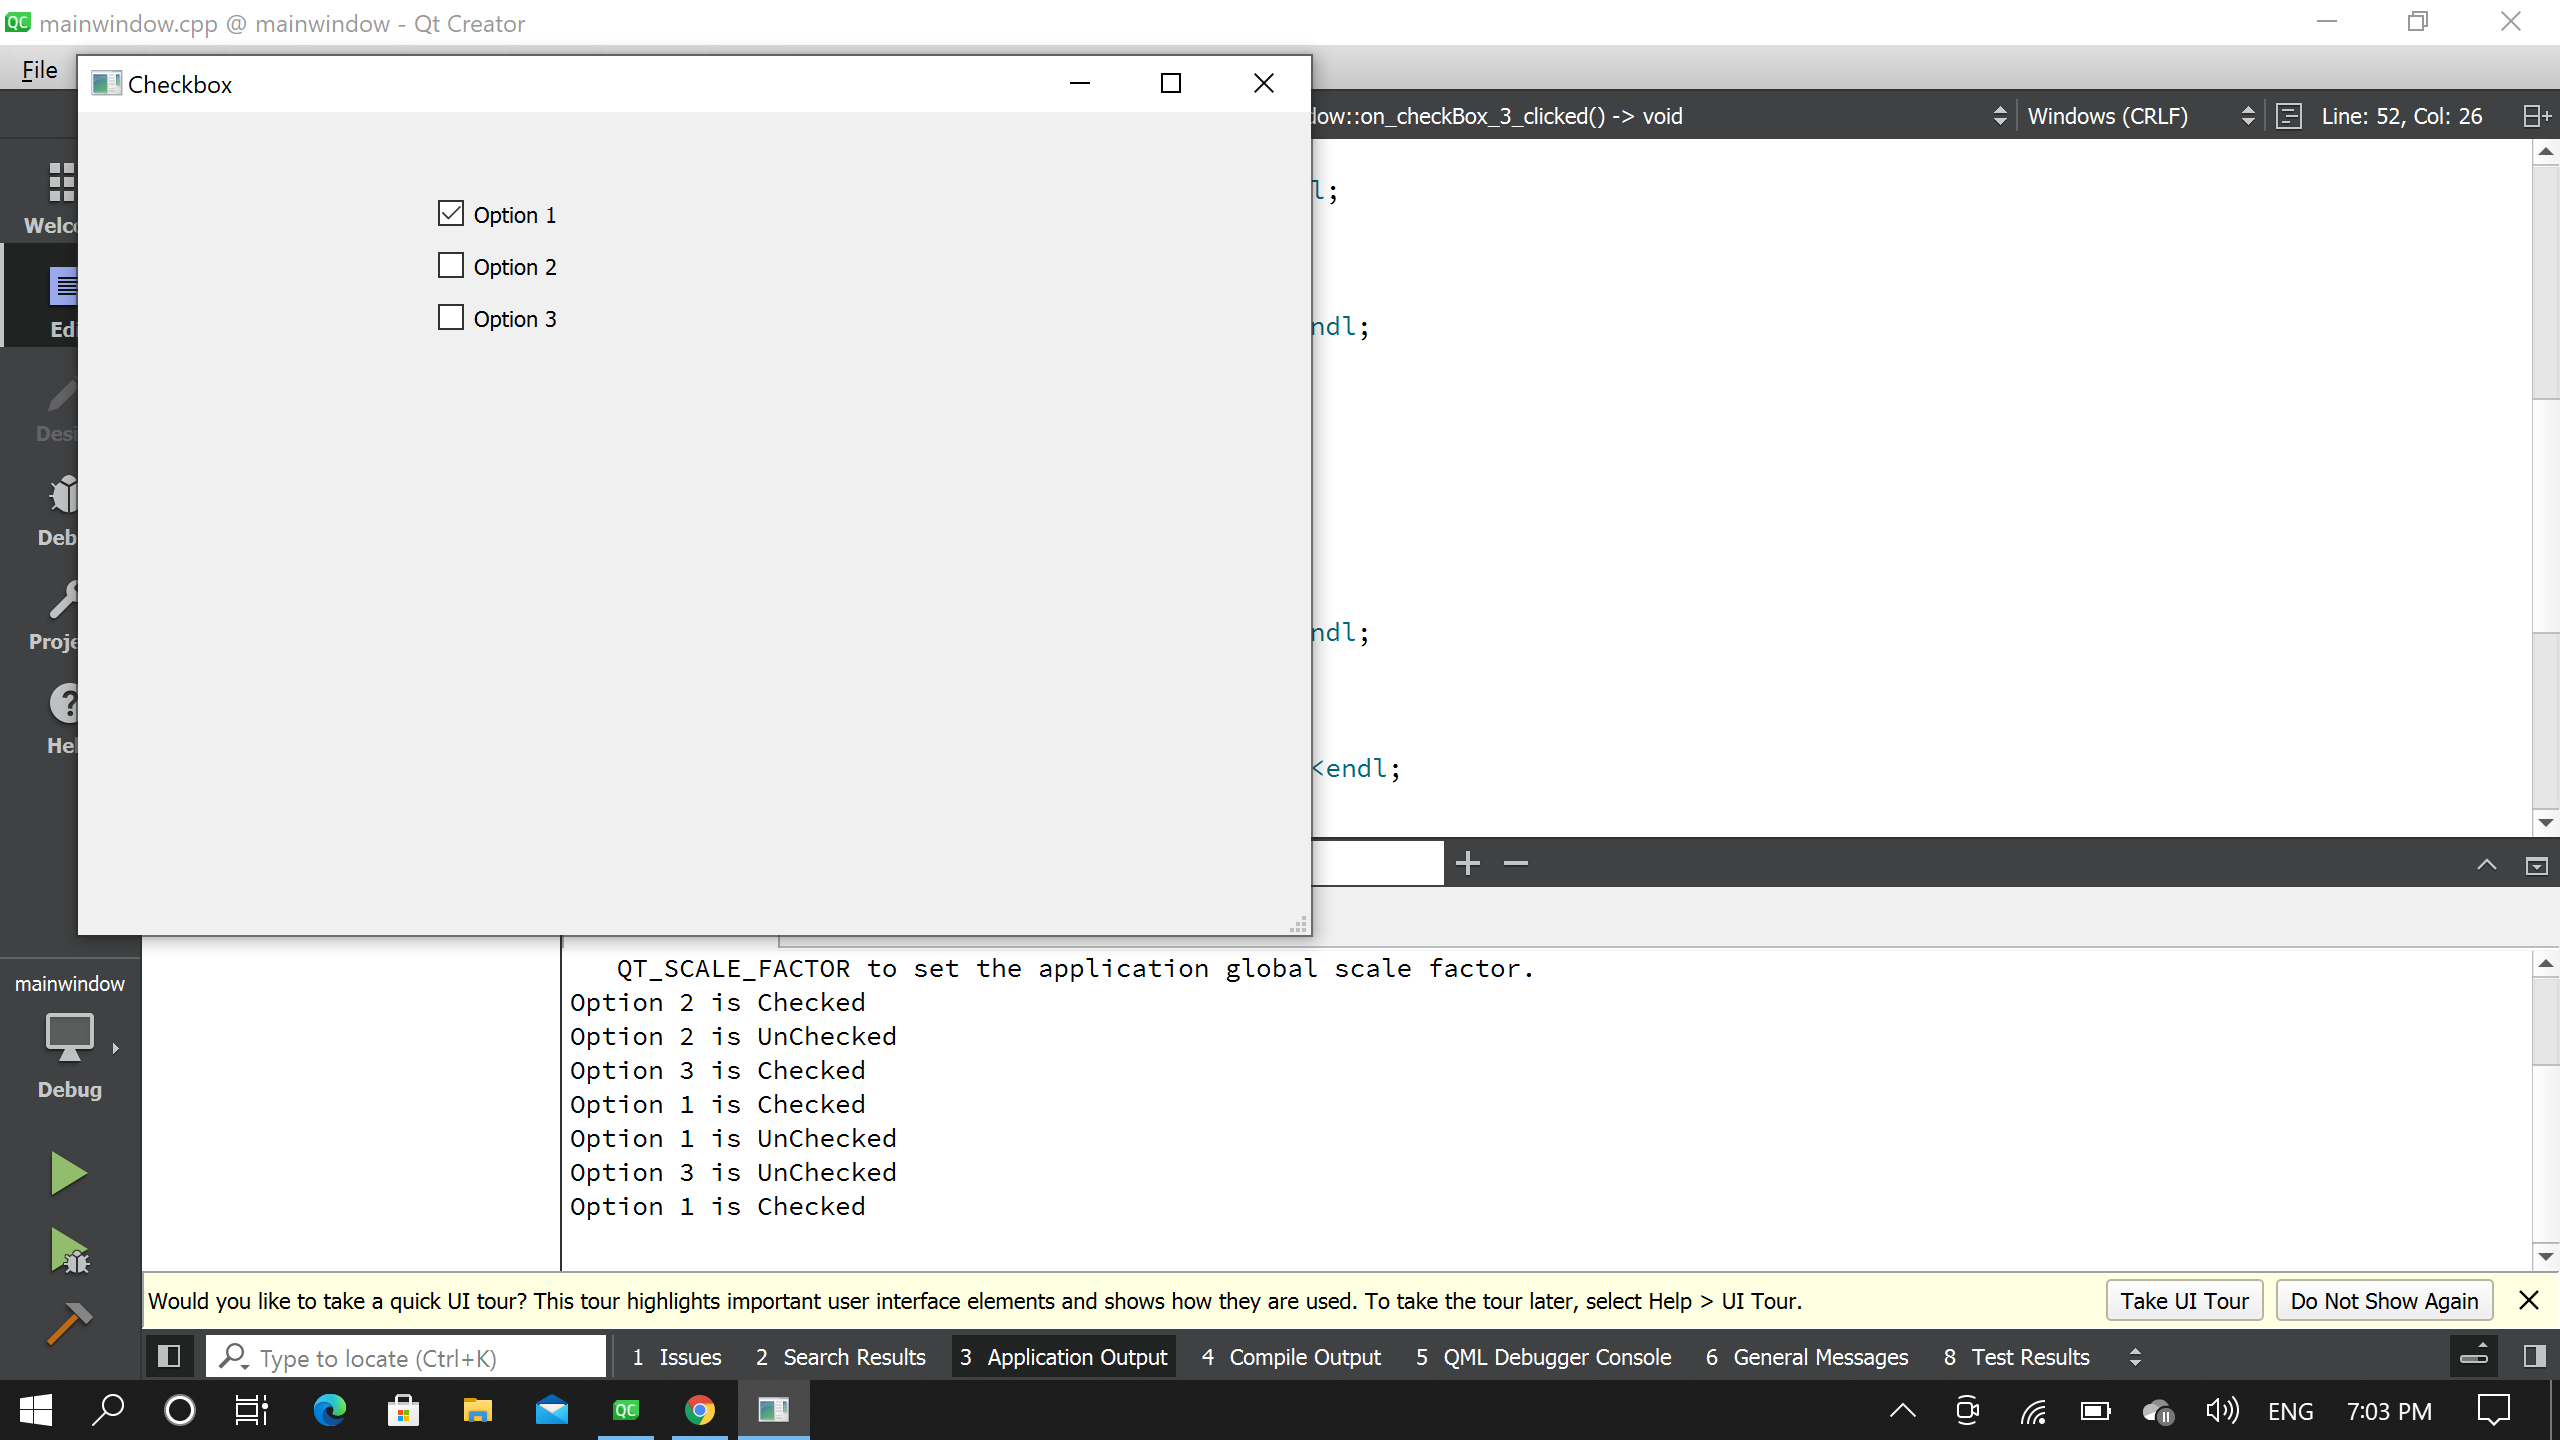 mainwindow.cpp @ mainwindow - Qt Creator
File
Checkbox
dow::on_checkBox_3_clicked() -> void
Windows (CRLF)
Line: 52, Col: 26
Welco
Edi
Desi
Deb
Proje
Hel
Option 1
Option 2
Option 3
l;
ndl;
ndl;
<endl;
mainwindow
Debug
QT_SCALE_FACTOR to set the application global scale factor.
Option 2 is Checked
Option 2 is UnChecked
Option 3 is Checked
Option 1 is Checked
Option 1 is UnChecked
Option 3 is UnChecked
Option 1 is Checked
Would you like to take a quick UI tour? This tour highlights important user interface elements and shows how they are used. To take the tour later, select Help > UI Tour.
Take UI Tour
Do Not Show Again
Type to locate (Ctrl+K)
1 Issues
2 Search Results
3 Application Output
4 Compile Output
5 QML Debugger Console
6 General Messages
8 Test Results
ENG
7:03 PM